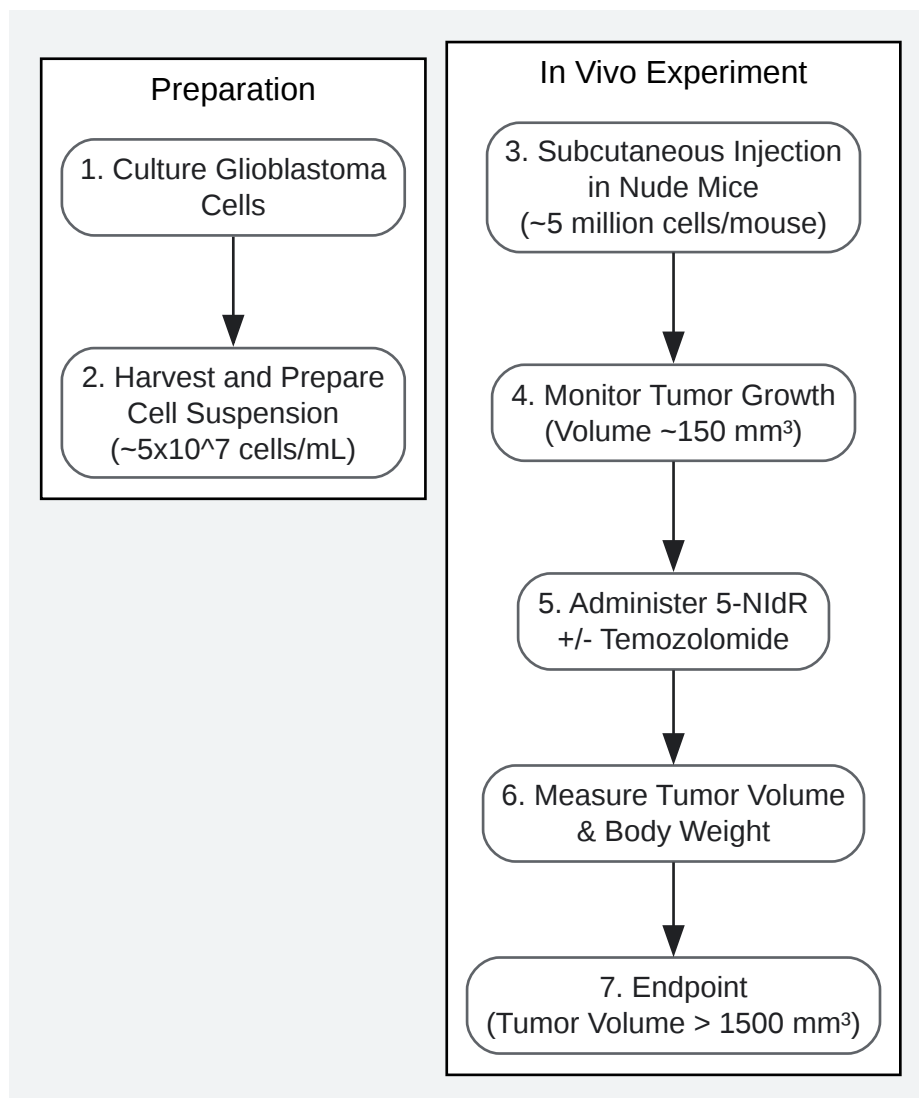 Preparation
1. Culture Glioblastoma
Cells
2. Harvest and Prepare
Cell Suspension
(~5x10^7 cells/mL)
In Vivo Experiment
3. Subcutaneous Injection
in Nude Mice
(~5 million cells/mouse)
4. Monitor Tumor Growth
(Volume ~150 mm³)
5. Administer 5-NIdR
+/- Temozolomide
6. Measure Tumor Volume
& Body Weight
7. Endpoint
(Tumor Volume > 1500 mm³)